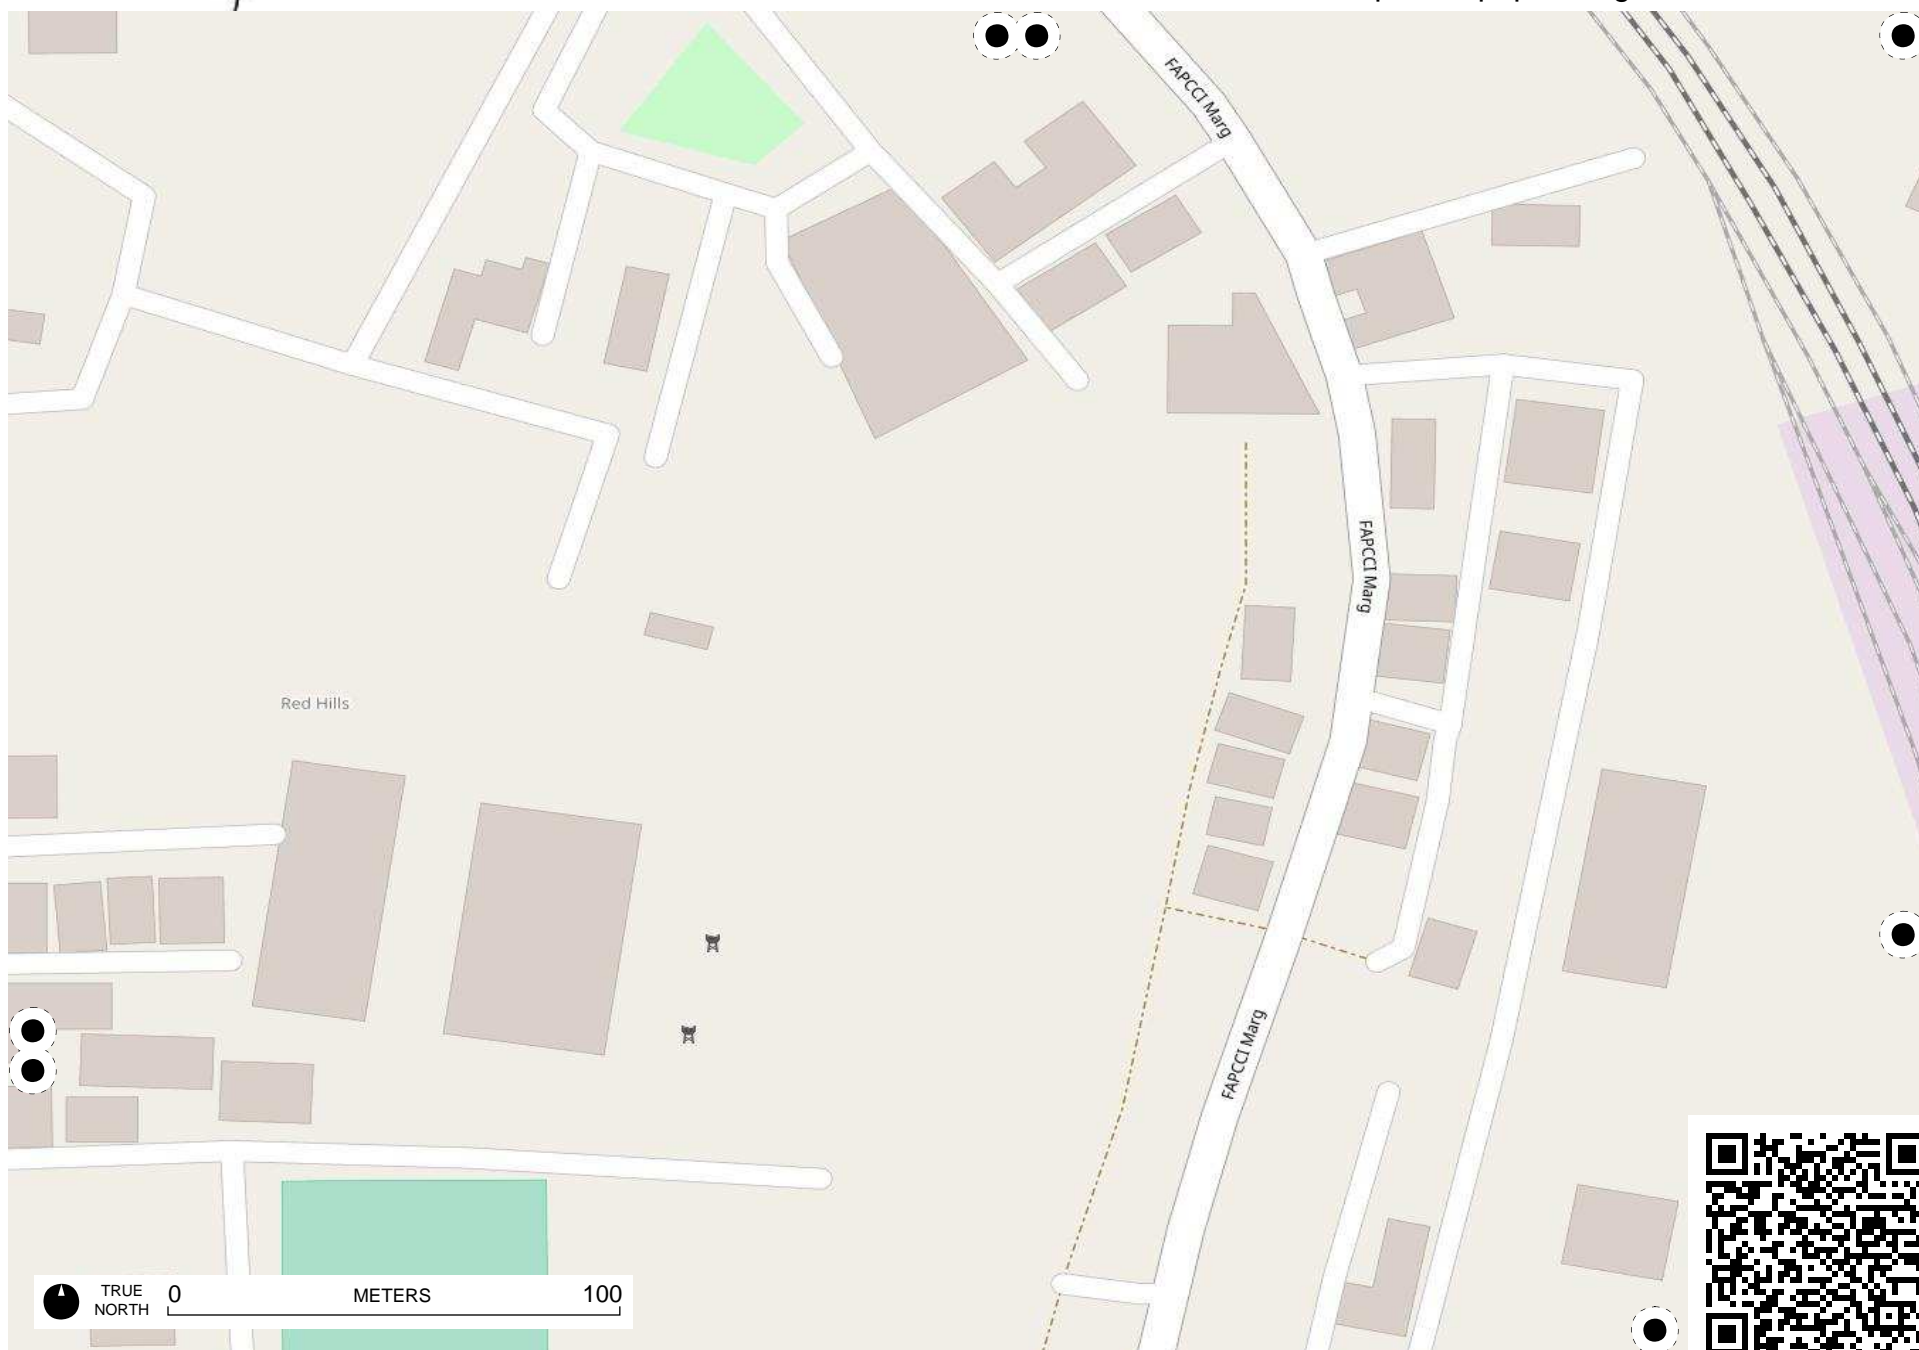 FAPCCI Marg
FAPCCI Marg
Red Hills
FAPCCI Marg
TRUE
NORTH
0 METERS 100